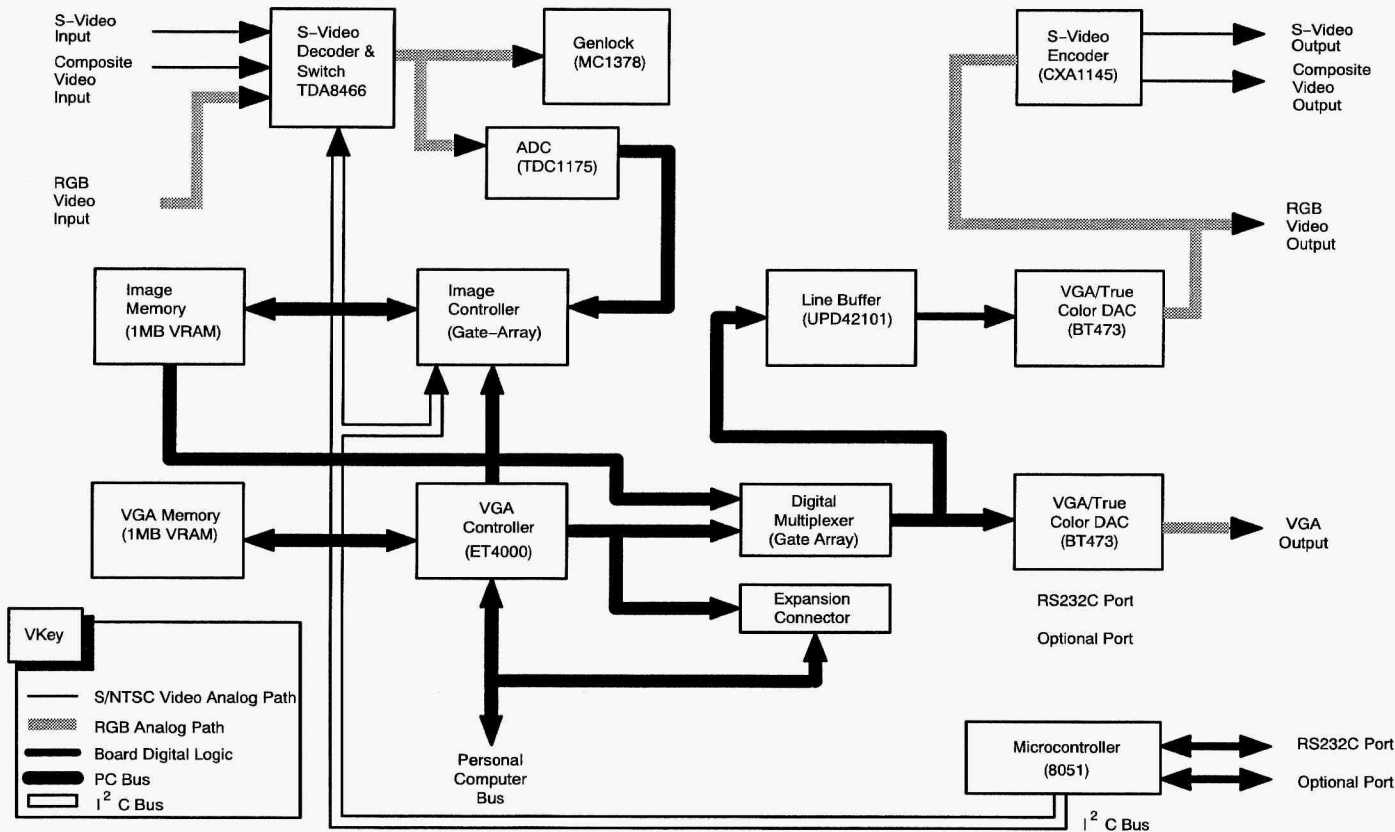 S-Video
Input
Composite
Video
Input
RGB
Video
Input
S-Video
Decoder &
Switch
TDA8466
Genlock
(MC1378)
ADC
(TDC1175)
S-Video
Encoder
(CXA1145)
S-Video
Output
Composite
Video
Output
RGB
Video
Output
Image
Memory
(1MB VRAM)
Image
Controller
(Gate-Array)
Line Buffer
(UPD42101)
VGA/True
Color DAC
(BT473)
VGA Memory
(1MB VRAM)
VGA
Controller
(ET4000)
Digital
Multiplexer
(Gate Array)
VGA/True
Color DAC
(BT473)
VGA
Output
Expansion
Connector
RS232C Port
Optional Port
VKey
S/NTSC Video Analog Path
RGB Analog Path
Board Digital Logic
PC Bus
I² C Bus
Personal
Computer
Bus
Microcontroller
(8051)
RS232C Port
Optional Port
I² C Bus